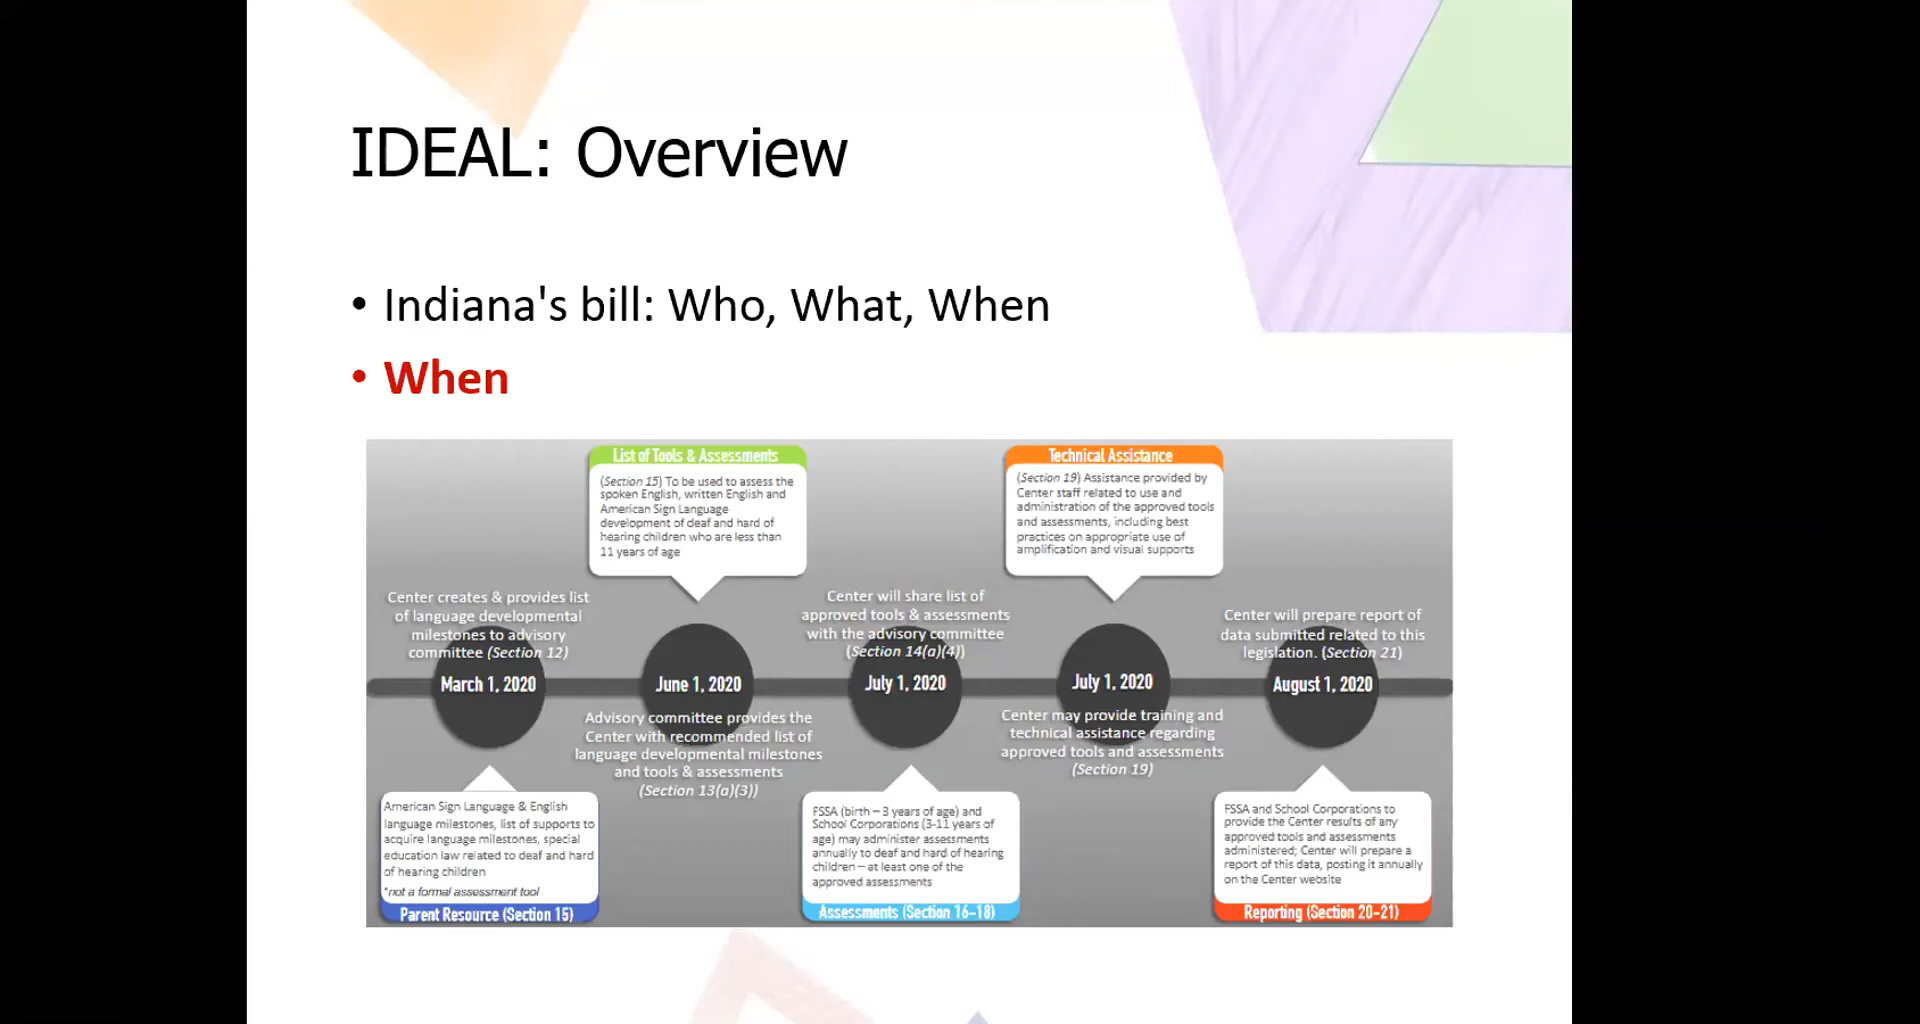 IDEAL: Overview
• Indiana's bill: Who, What, When
• When
List of Tools & Assessments
(Section 15) To be used to assess the
spoken English, written English and
American Sign Language
development of deaf and hard of
hearing children who are less than
11 years of age
Technical Assistance
(Section 19) Assistance provided by
Center staff related to use and
administration of the approved tools
and assessments, including best
practices on appropriate use of
amplification and visual supports
Center creates & provides list
of language developmental
milestones to advisory
committee (Section 12)
Center will share list of
approved tools & assessments
with the advisory committee
(Section 14(a)(4))
Center will prepare report of
data submitted related to this
legislation. (Section 21)
March 1, 2020
June 1, 2020
July 1, 2020
July 1, 2020
August 1, 2020
Advisory committee provides the
Center with recommended list of
language developmental milestones
and tools & assessments
(Section 13(a)(3))
Center may provide training and
technical assistance regarding
approved tools and assessments
(Section 19)
American Sign Language & English
language milestones, list of supports to
acquire language milestones, special
education law related to deaf and hard
of hearing children
*not a formal assessment tool
Parent Resource (Section 15)
FSSA (birth – 3 years of age) and
School Corporations (3-11 years of
age) may administer assessments
annually to deaf and hard of hearing
children – at least one of the
approved assessments
Assessments (Section 16-18)
FSSA and School Corporations to
provide the Center results of any
approved tools and assessments
administered; Center will prepare a
report of this data, posting it annually
on the Center website
Reporting (Section 20-21)